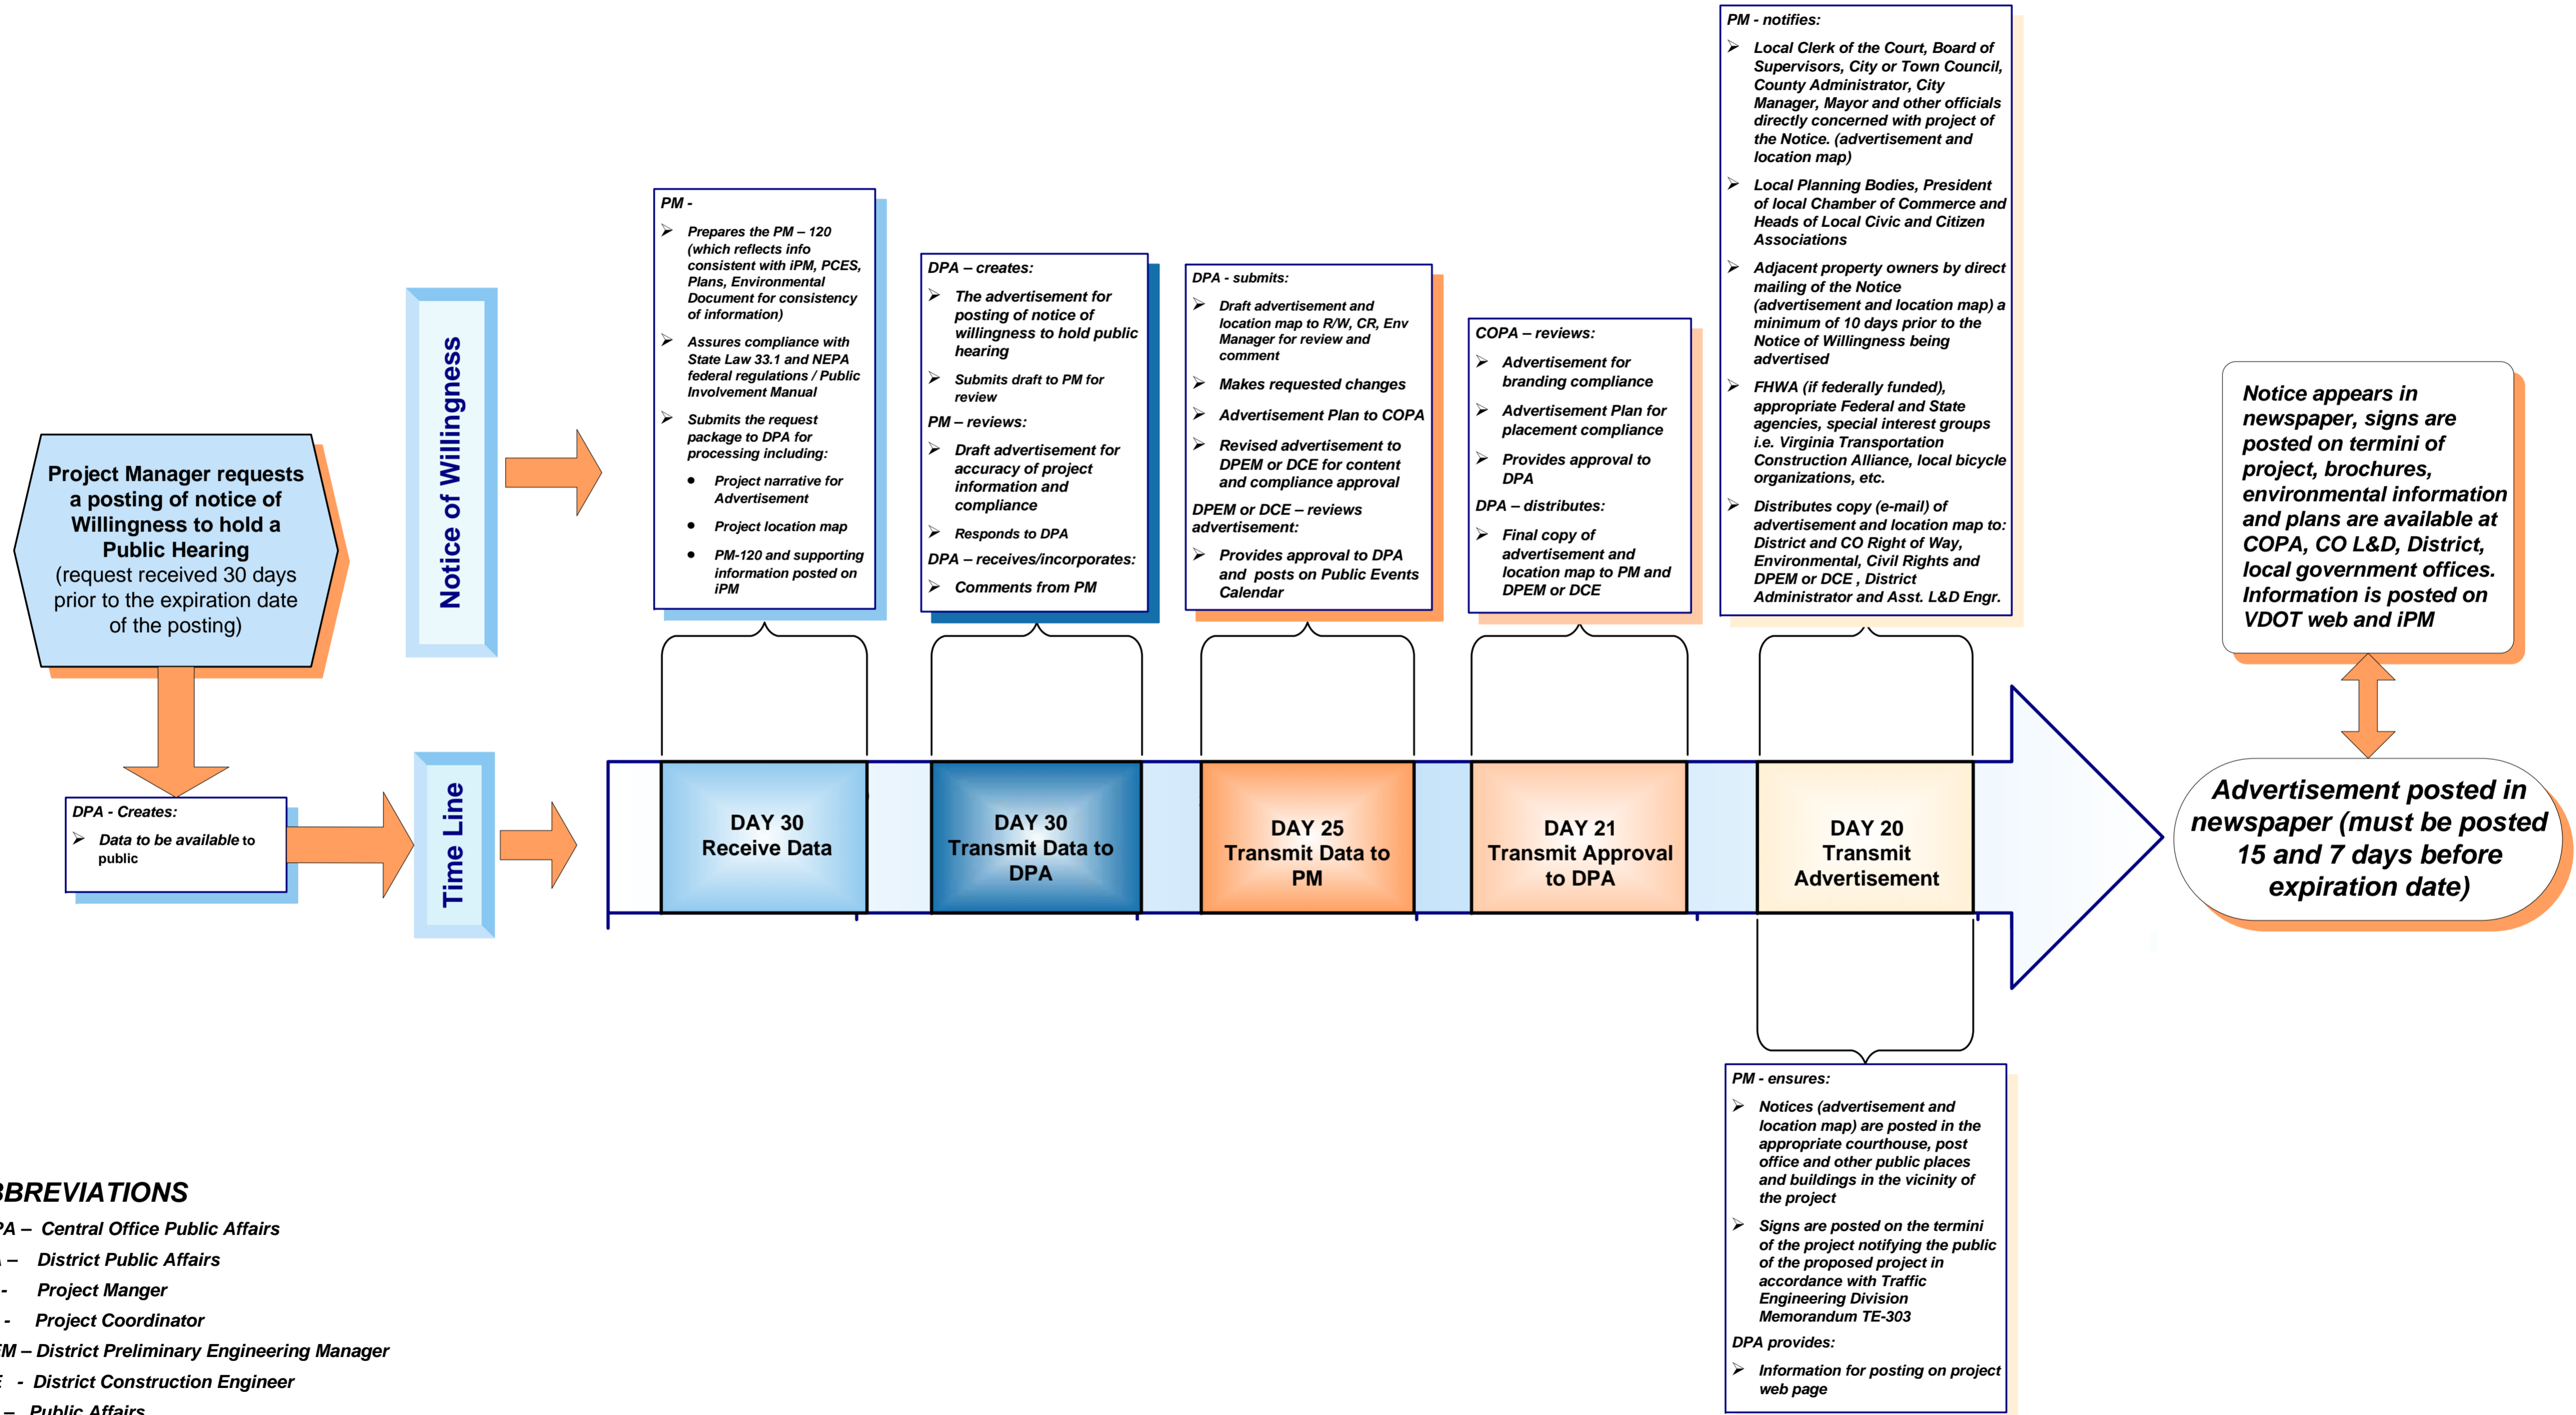 Project Manager requests
a posting of notice of
Willingness to hold a
Public Hearing
(request received 30 days
prior to the expiration date
of the posting)
DPA - Creates:
➢ Data to be available to
public
Notice of Willingness
Time Line
PM -
➢ Prepares the PM – 120
(which reflects info
consistent with iPM, PCES,
Plans, Environmental
Document for consistency
of information)
➢ Assures compliance with
State Law 33.1 and NEPA
federal regulations / Public
Involvement Manual
➢ Submits the request
package to DPA for
processing including:
• Project narrative for
Advertisement
• Project location map
• PM-120 and supporting
information posted on
iPM
DPA – creates:
➢ The advertisement for
posting of notice of
willingness to hold public
hearing
➢ Submits draft to PM for
review
PM – reviews:
➢ Draft advertisement for
accuracy of project
information and
compliance
➢ Responds to DPA
DPA – receives/incorporates:
➢ Comments from PM
DPA - submits:
➢ Draft advertisement and
location map to R/W, CR, Env
Manager for review and
comment
➢ Makes requested changes
➢ Advertisement Plan to COPA
➢ Revised advertisement to
DPEM or DCE for content
and compliance approval
DPEM or DCE – reviews
advertisement:
➢ Provides approval to DPA
and posts on Public Events
Calendar
COPA – reviews:
➢ Advertisement for
branding compliance
➢ Advertisement Plan for
placement compliance
➢ Provides approval to
DPA
DPA – distributes:
➢ Final copy of
advertisement and
location map to PM and
DPEM or DCE
PM - notifies:
➢ Local Clerk of the Court, Board of
Supervisors, City or Town Council,
County Administrator, City
Manager, Mayor and other officials
directly concerned with project of
the Notice. (advertisement and
location map)
➢ Local Planning Bodies, President
of local Chamber of Commerce and
Heads of Local Civic and Citizen
Associations
➢ Adjacent property owners by direct
mailing of the Notice
(advertisement and location map) a
minimum of 10 days prior to the
Notice of Willingness being
advertised
➢ FHWA (if federally funded),
appropriate Federal and State
agencies, special interest groups
i.e. Virginia Transportation
Construction Alliance, local bicycle
organizations, etc.
➢ Distributes copy (e-mail) of
advertisement and location map to:
District and CO Right of Way,
Environmental, Civil Rights and
DPEM or DCE , District
Administrator and Asst. L&D Engr.
DAY 30
Receive Data
DAY 30
Transmit Data to
DPA
DAY 25
Transmit Data to
PM
DAY 21
Transmit Approval
to DPA
DAY 20
Transmit
Advertisement
Notice appears in
newspaper, signs are
posted on termini of
project, brochures,
environmental information
and plans are available at
COPA, CO L&D, District,
local government offices.
Information is posted on
VDOT web and iPM
Advertisement posted in
newspaper (must be posted
15 and 7 days before
expiration date)
PM - ensures:
➢ Notices (advertisement and
location map) are posted in the
appropriate courthouse, post
office and other public places
and buildings in the vicinity of
the project
➢ Signs are posted on the termini
of the project notifying the public
of the proposed project in
accordance with Traffic
Engineering Division
Memorandum TE-303
DPA provides:
➢ Information for posting on project
web page
BBREVIATIONS
PA – Central Office Public Affairs
– District Public Affairs
- Project Manger
- Project Coordinator
EM – District Preliminary Engineering Manager
E - District Construction Engineer
– Public Affairs